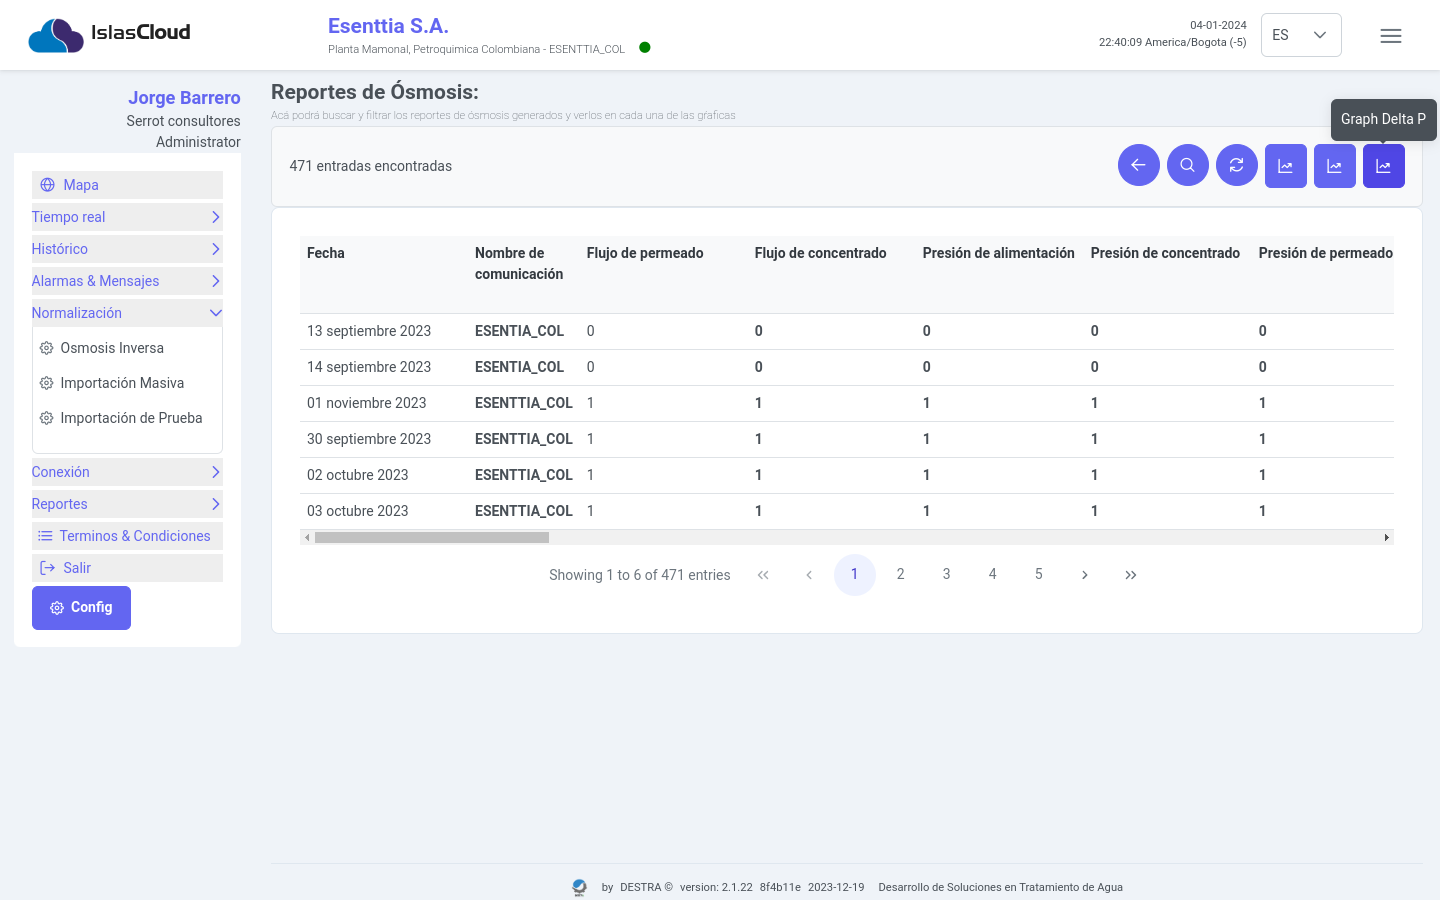 IslasCloud
Esenttia S.A.
Planta Mamonal, Petroquimica Colombiana - ESENTTIA_COL
04-01-2024
22:40:09 America/Bogota (-5)
ES
Jorge Barrero
Serrot consultores
Administrator
Mapa
Tiempo real
Histórico
Alarmas & Mensajes
Normalización
Osmosis Inversa
Importación Masiva
Importación de Prueba
Conexión
Reportes
Terminos & Condiciones
Salir
Config
Reportes de Ósmosis:
Acá podrá buscar y filtrar los reportes de ósmosis generados y verlos en cada una de las gráficas
Graph Delta P
471 entradas encontradas
Fecha Nombre de comunicación Flujo de permeado Flujo de concentrado Presión de alimentación Presión de concentrado Presión de permeado
13 septiembre 2023 ESENTIA_COL 0 0 0 0 0
14 septiembre 2023 ESENTIA_COL 0 0 0 0 0
01 noviembre 2023 ESENTTIA_COL 1 1 1 1 1
30 septiembre 2023 ESENTTIA_COL 1 1 1 1 1
02 octubre 2023 ESENTTIA_COL 1 1 1 1 1
03 octubre 2023 ESENTTIA_COL 1 1 1 1 1
Showing 1 to 6 of 471 entries 1 2 3 4 5
by DESTRA © version: 2.1.22 8f4b11e 2023-12-19 Desarrollo de Soluciones en Tratamiento de Agua